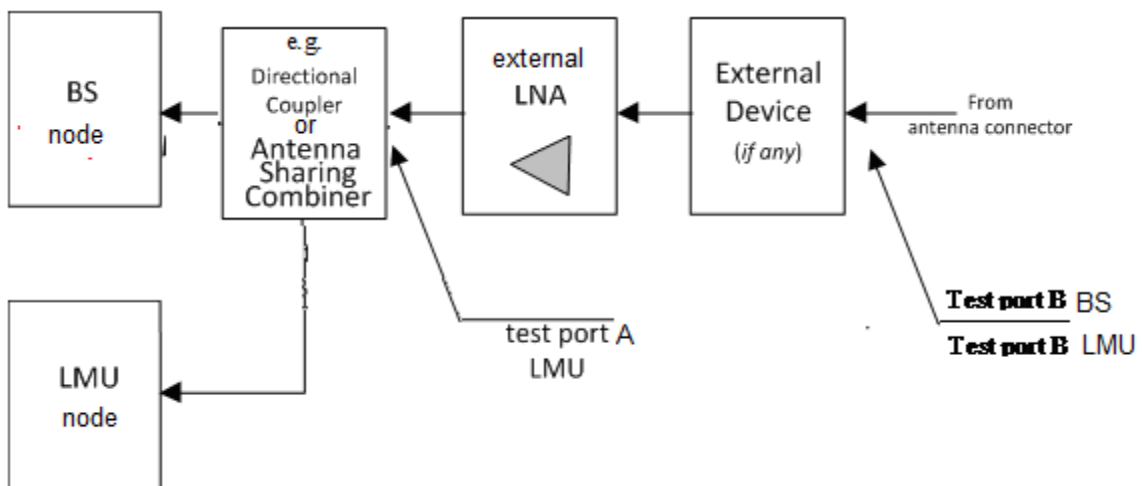 BS
node
e.g.
Directional
Coupler
or
Antenna
Sharing
Combiner
external
LNA
External
Device
(if any)
From
antenna connector
Test port B BS
Test port B LMU
test port A
LMU
LMU
node